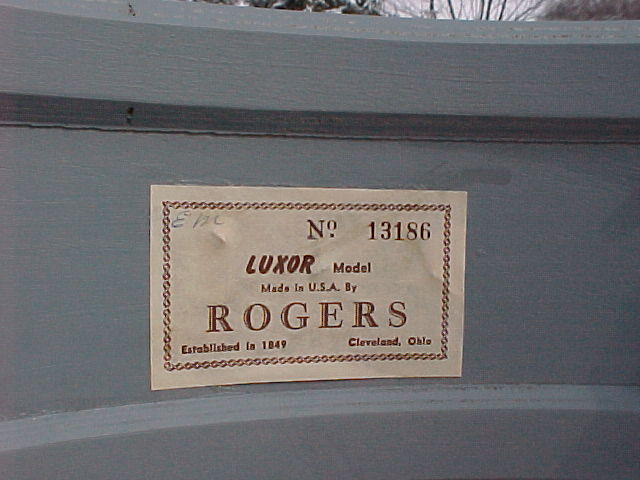 Nº 13186
LUXOR Model
Made in U.S.A. By
ROGERS
Established in 1849 Cleveland, Ohio